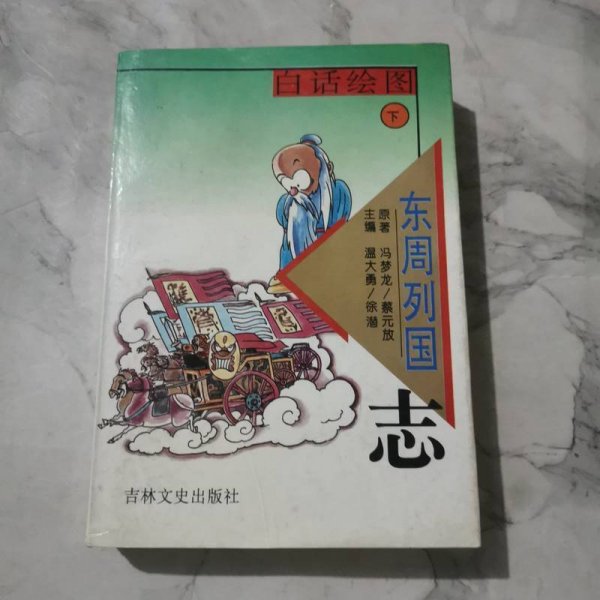 白话绘图
下
东周列国志
原著 冯梦龙/蔡元放
主编 温大勇/徐潜
吉林文史出版社